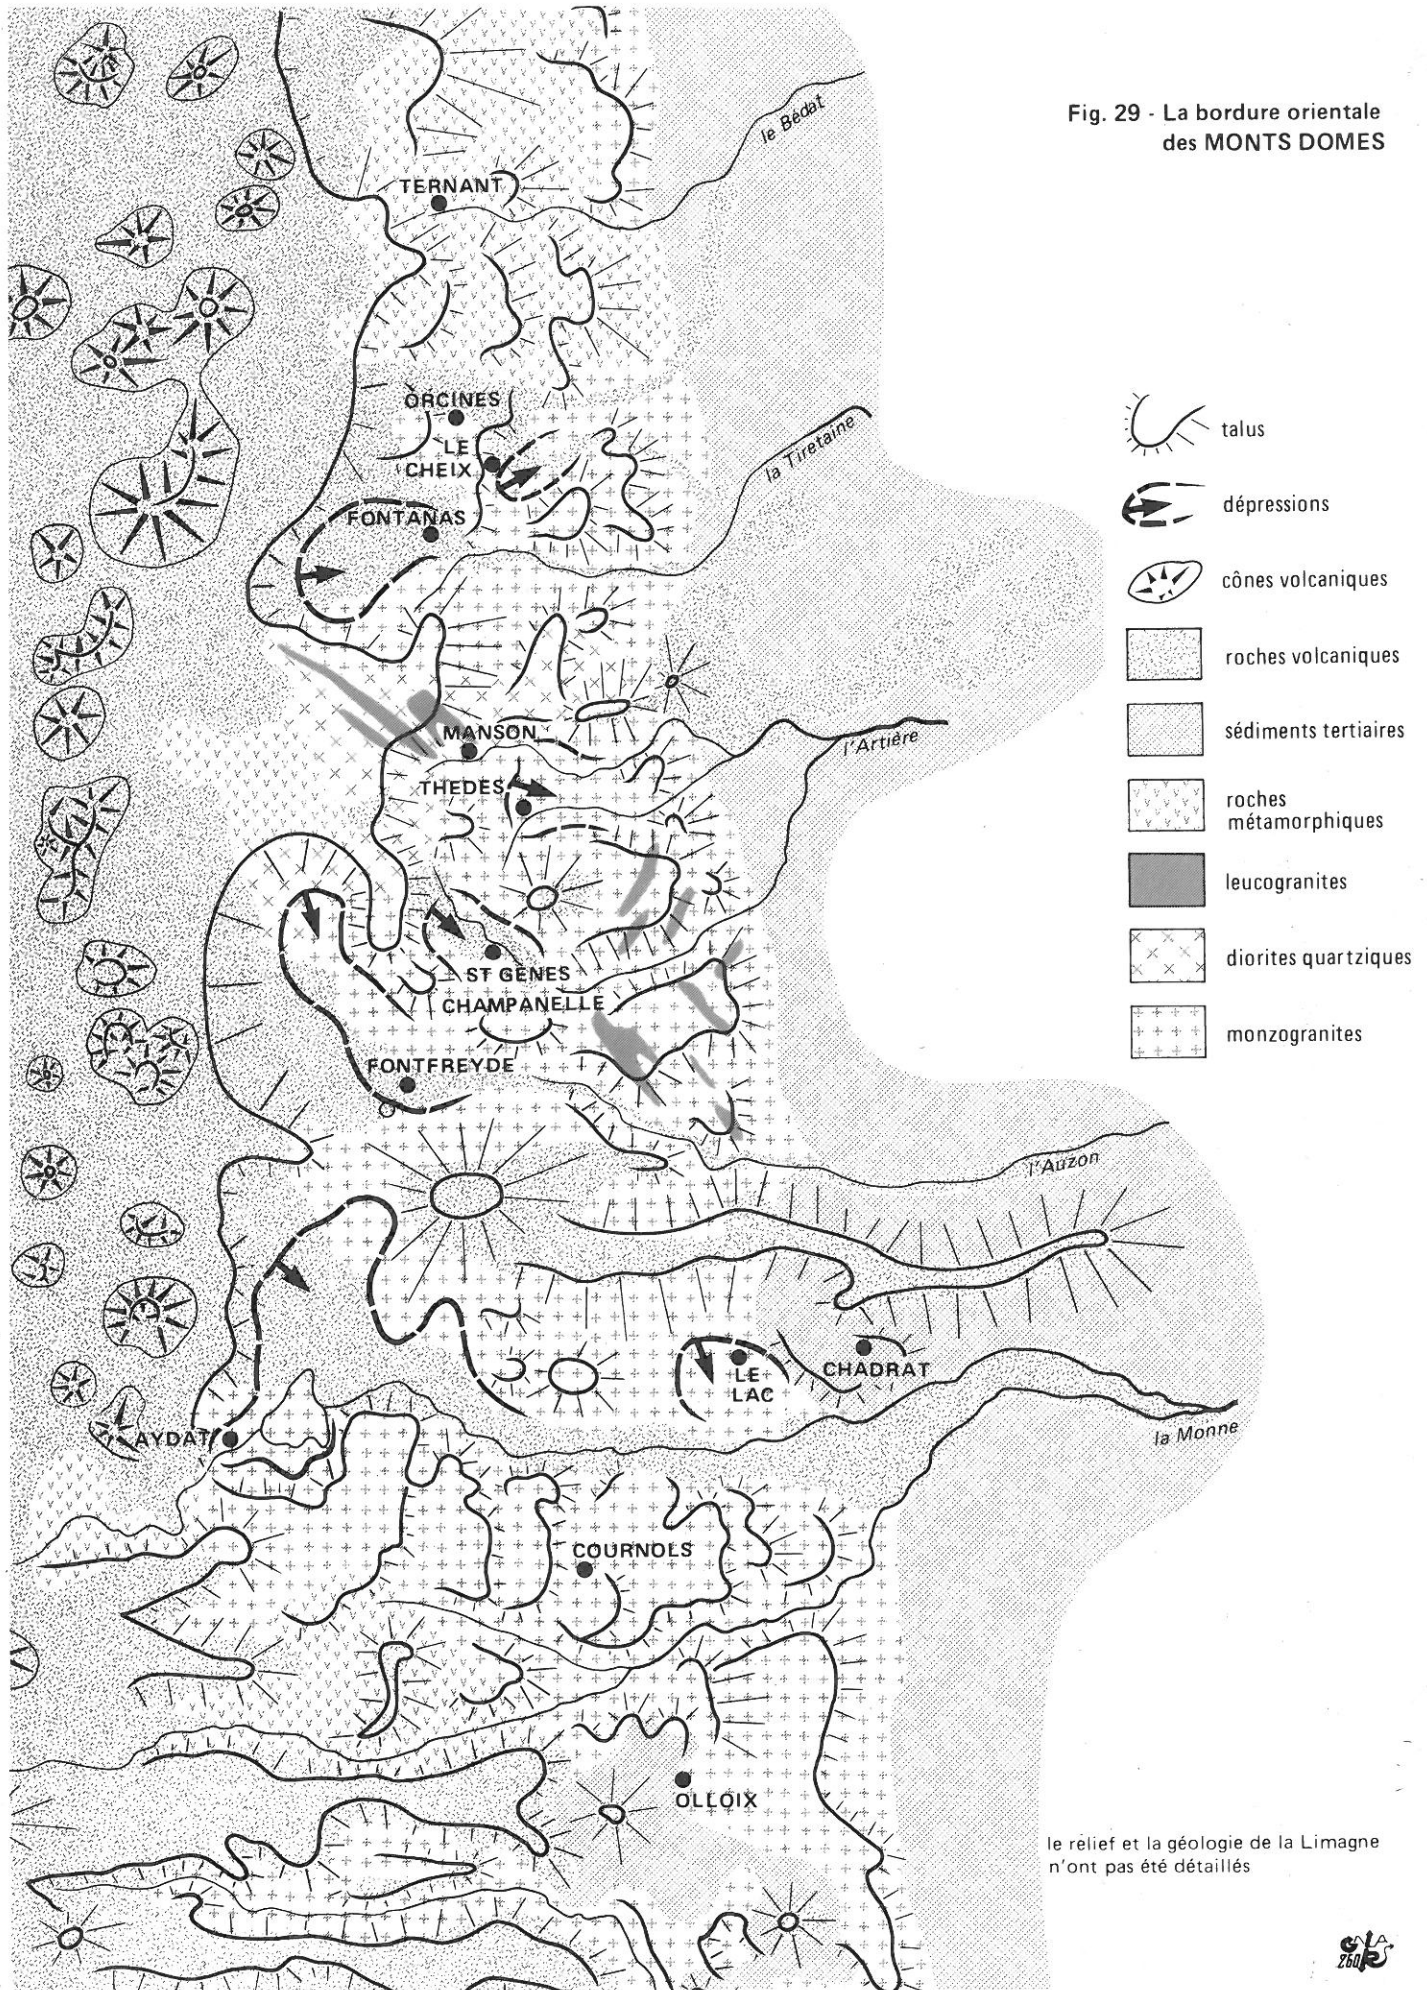 Fig. 29 - La bordure orientale
des MONTS DOMES
le Bédat
TERNANT
ORCINES
LE
CHEIX
la Tiretaine
FONTANAS
talus
dépressions
cônes volcaniques
roches volcaniques
sédiments tertiaires
roches
métamorphiques
leucogranites
diorites quartziques
monzogranites
MANSON
l'Artière
THEDES
ST GENES
CHAMPANELLE
FONTFREYDE
l'Auzon
CHADRAT
LE
LAC
AYDAT
la Monne
COURNOLS
OLLOIX
le relief et la géologie de la Limagne
n'ont pas été détaillés